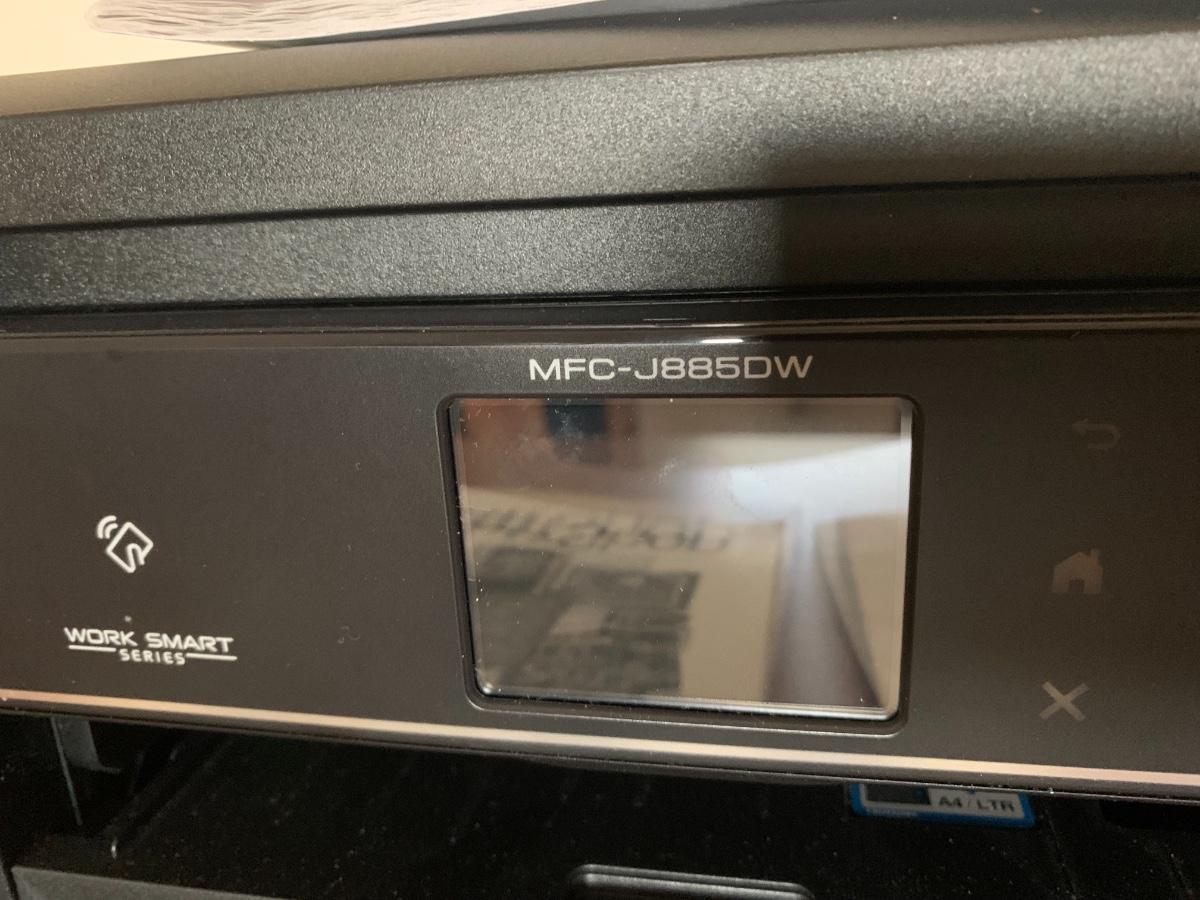 MFC-J885DW
WORK SMART
SERIES
A4/LTR